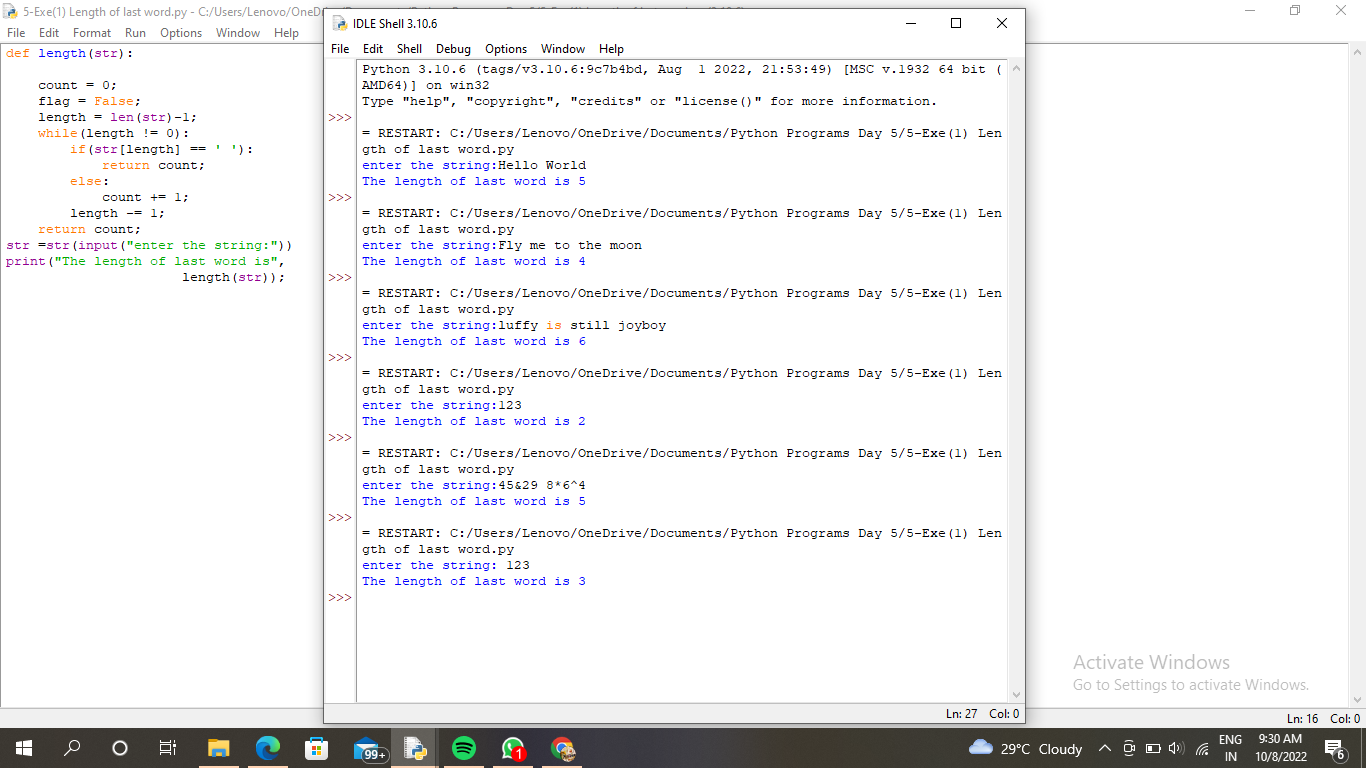 5-Exe(1) Length of last word.py - C:/Users/Lenovo/OneDri
File Edit Format Run Options Window Help
def length(str):
count = 0;
flag = False;
length = len(str)-1;
while(length != 0):
if(str[length] == ' '):
return count;
else:
count += 1;
length -= 1;
return count;
str =str(input("enter the string:"))
print("The length of last word is",
length(str));
IDLE Shell 3.10.6
File Edit Shell Debug Options Window Help
Python 3.10.6 (tags/v3.10.6:9c7b4bd, Aug  1 2022, 21:53:49) [MSC v.1932 64 bit (
AMD64)] on win32
Type "help", "copyright", "credits" or "license()" for more information.
>>>
= RESTART: C:/Users/Lenovo/OneDrive/Documents/Python Programs Day 5/5-Exe(1) Len
gth of last word.py
enter the string:Hello World
The length of last word is 5
>>>
= RESTART: C:/Users/Lenovo/OneDrive/Documents/Python Programs Day 5/5-Exe(1) Len
gth of last word.py
enter the string:Fly me to the moon
The length of last word is 4
>>>
= RESTART: C:/Users/Lenovo/OneDrive/Documents/Python Programs Day 5/5-Exe(1) Len
gth of last word.py
enter the string:luffy is still joyboy
The length of last word is 6
>>>
= RESTART: C:/Users/Lenovo/OneDrive/Documents/Python Programs Day 5/5-Exe(1) Len
gth of last word.py
enter the string:123
The length of last word is 2
>>>
= RESTART: C:/Users/Lenovo/OneDrive/Documents/Python Programs Day 5/5-Exe(1) Len
gth of last word.py
enter the string:45&29 8*6^4
The length of last word is 5
>>>
= RESTART: C:/Users/Lenovo/OneDrive/Documents/Python Programs Day 5/5-Exe(1) Len
gth of last word.py
enter the string: 123
The length of last word is 3
>>>
Ln: 27 Col: 0
Activate Windows
Go to Settings to activate Windows.
Ln: 16 Col: 0
99+
1
29°C Cloudy
ENG
IN
9:30 AM
10/8/2022
6